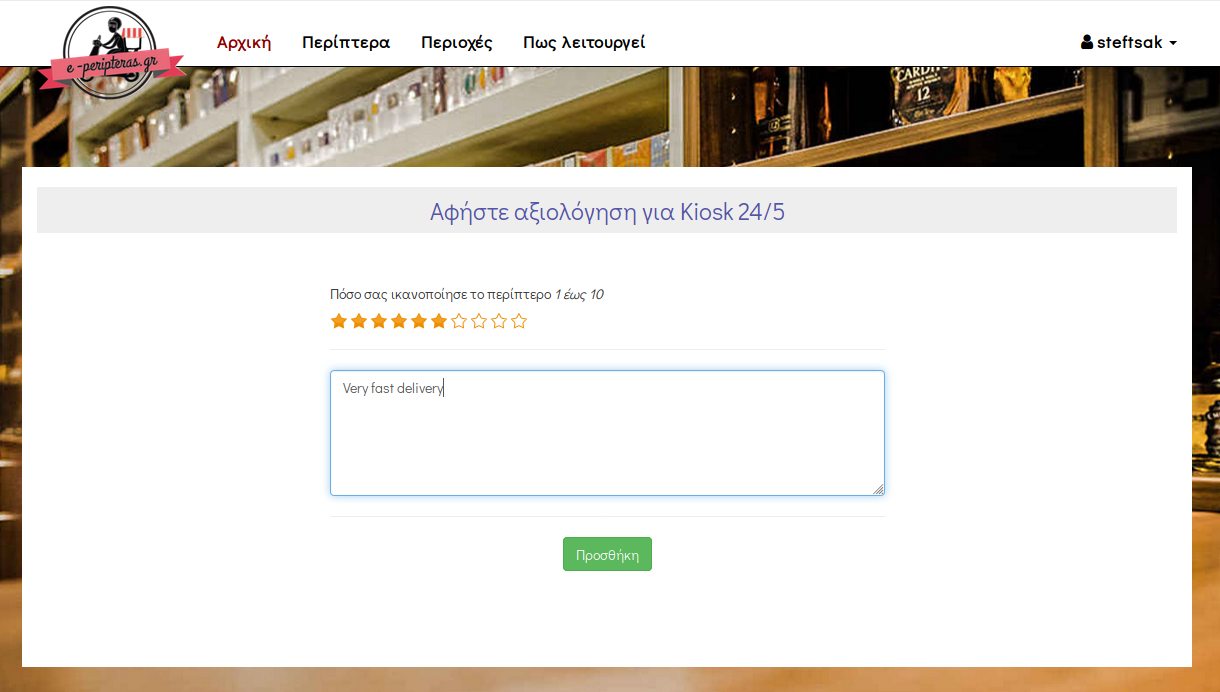 e-peripteras.gr
Αρχική Περίπτερα Περιοχές Πως λειτουργεί steftsak
12
Αφήστε αξιολόγηση για Kiosk 24/5
Πόσο σας ικανοποίησε το περίπτερο 1 έως 10
Very fast delivery
Προσθήκη